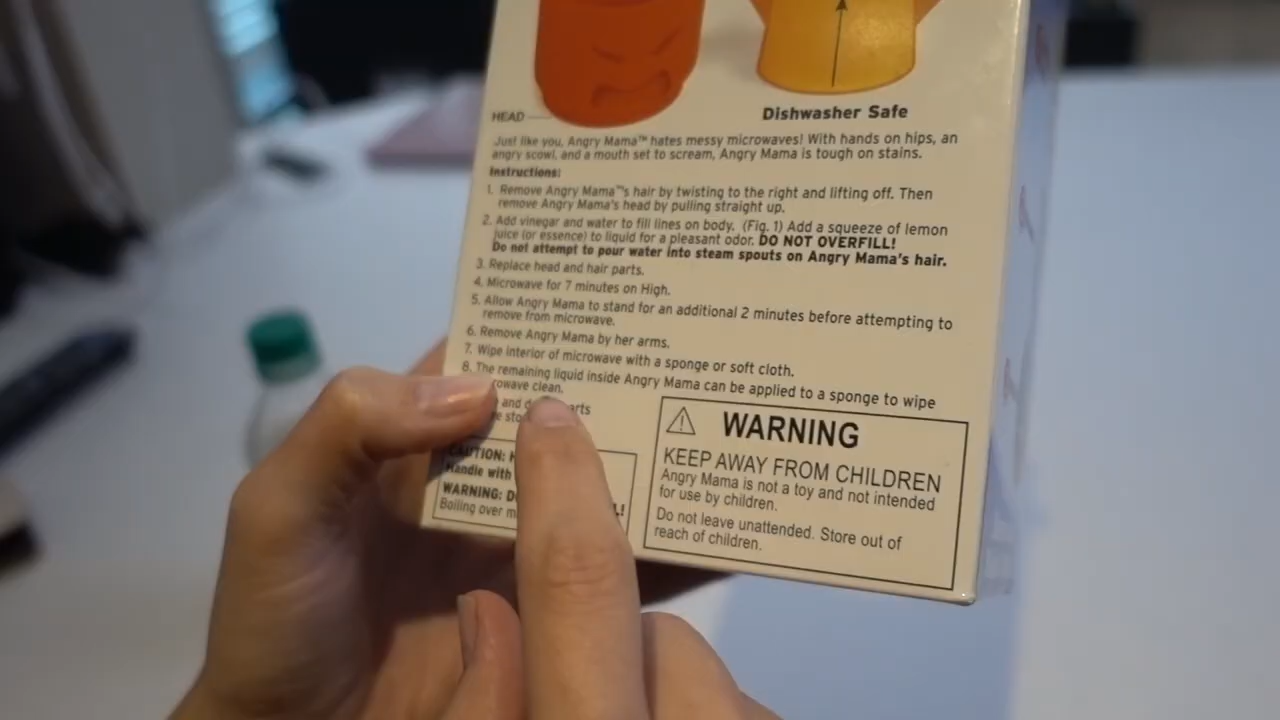 HEAD
Dishwasher Safe
Just like you, Angry Mama™ hates messy microwaves! With hands on hips, an
angry scowl, and a mouth set to scream, Angry Mama is tough on stains.
Instructions:
1. Remove Angry Mama™'s hair by twisting to the right and lifting off. Then
remove Angry Mama's head by pulling straight up.
2. Add vinegar and water to fill lines on body. (Fig. 1) Add a squeeze of lemon
juice (or essence) to liquid for a pleasant odor. DO NOT OVERFILL!
Do not attempt to pour water into steam spouts on Angry Mama's hair.
3. Replace head and hair parts.
4. Microwave for 7 minutes on High.
5. Allow Angry Mama to stand for an additional 2 minutes before attempting to
remove from microwave.
6. Remove Angry Mama by her arms.
7. Wipe interior of microwave with a sponge or soft cloth.
8. The remaining liquid inside Angry Mama can be applied to a sponge to wipe
clean.
and
CAUTION:
Handle with
WARNING:
Boiling over
WARNING
KEEP AWAY FROM CHILDREN
Angry Mama is not a toy and not intended
for use by children.
Do not leave unattended. Store out of
reach of children.